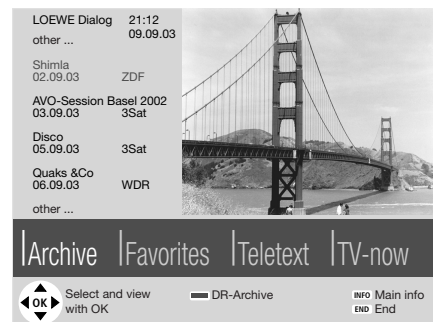 LOEWE Dialog 21:12
other ... 09.09.03
Shimla
02.09.03 ZDF
AVO-Session Basel 2002
03.09.03 3Sat
Disco
05.09.03 3Sat
Quaks &Co
06.09.03 WDR
other ...
Archive Favorites Teletext TV-now
OK Select and view
with OK
DR-Archive
INFO Main info
END End